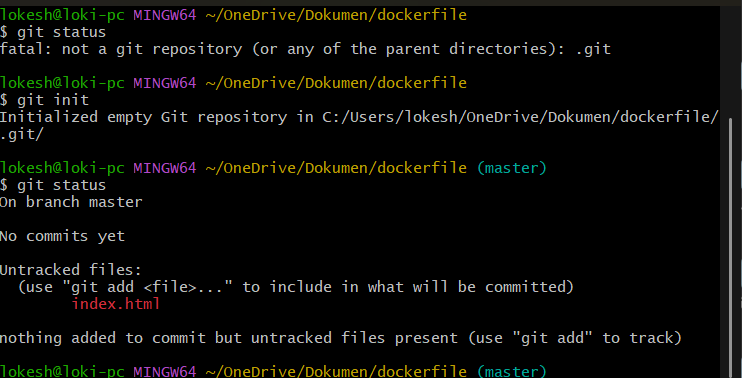 lokesh@loki-pc MINGW64 ~/OneDrive/Dokumen/dockerfile
$ git status
fatal: not a git repository (or any of the parent directories): .git

lokesh@loki-pc MINGW64 ~/OneDrive/Dokumen/dockerfile
$ git init
Initialized empty Git repository in C:/Users/lokesh/OneDrive/Dokumen/dockerfile/
.git/

lokesh@loki-pc MINGW64 ~/OneDrive/Dokumen/dockerfile (master)
$ git status
On branch master

No commits yet

Untracked files:
  (use "git add <file>..." to include in what will be committed)
        index.html

nothing added to commit but untracked files present (use "git add" to track)

lokesh@loki-pc MINGW64 ~/OneDrive/Dokumen/dockerfile (master)